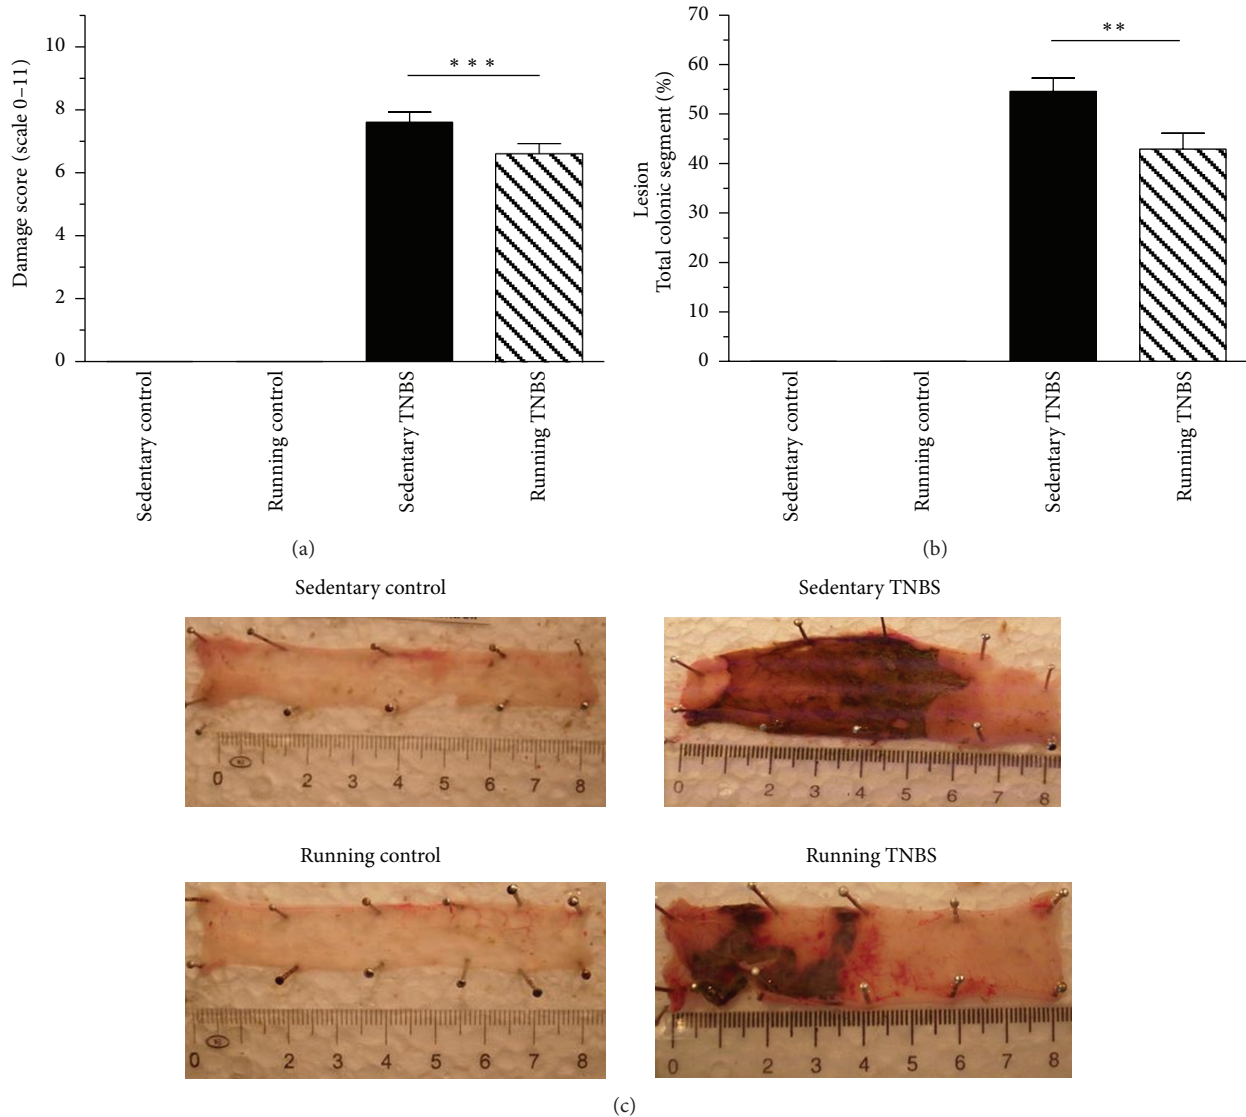 Damage score (scale 0–11)
10
8
6
4
2
0
* * *
Sedentary control
Running control
Sedentary TNBS
Running TNBS
(a)
Lesion
Total colonic segment (%)
70
60
50
40
30
20
10
0
* *
Sedentary control
Running control
Sedentary TNBS
Running TNBS
(b)
Sedentary control
0 2 3 4 5 6 7 8
Sedentary TNBS
0 2 3 4 5 6 7 8
Running control
0 2 3 4 5 6 7 8
Running TNBS
0 2 3 4 5 6 7 8
(c)